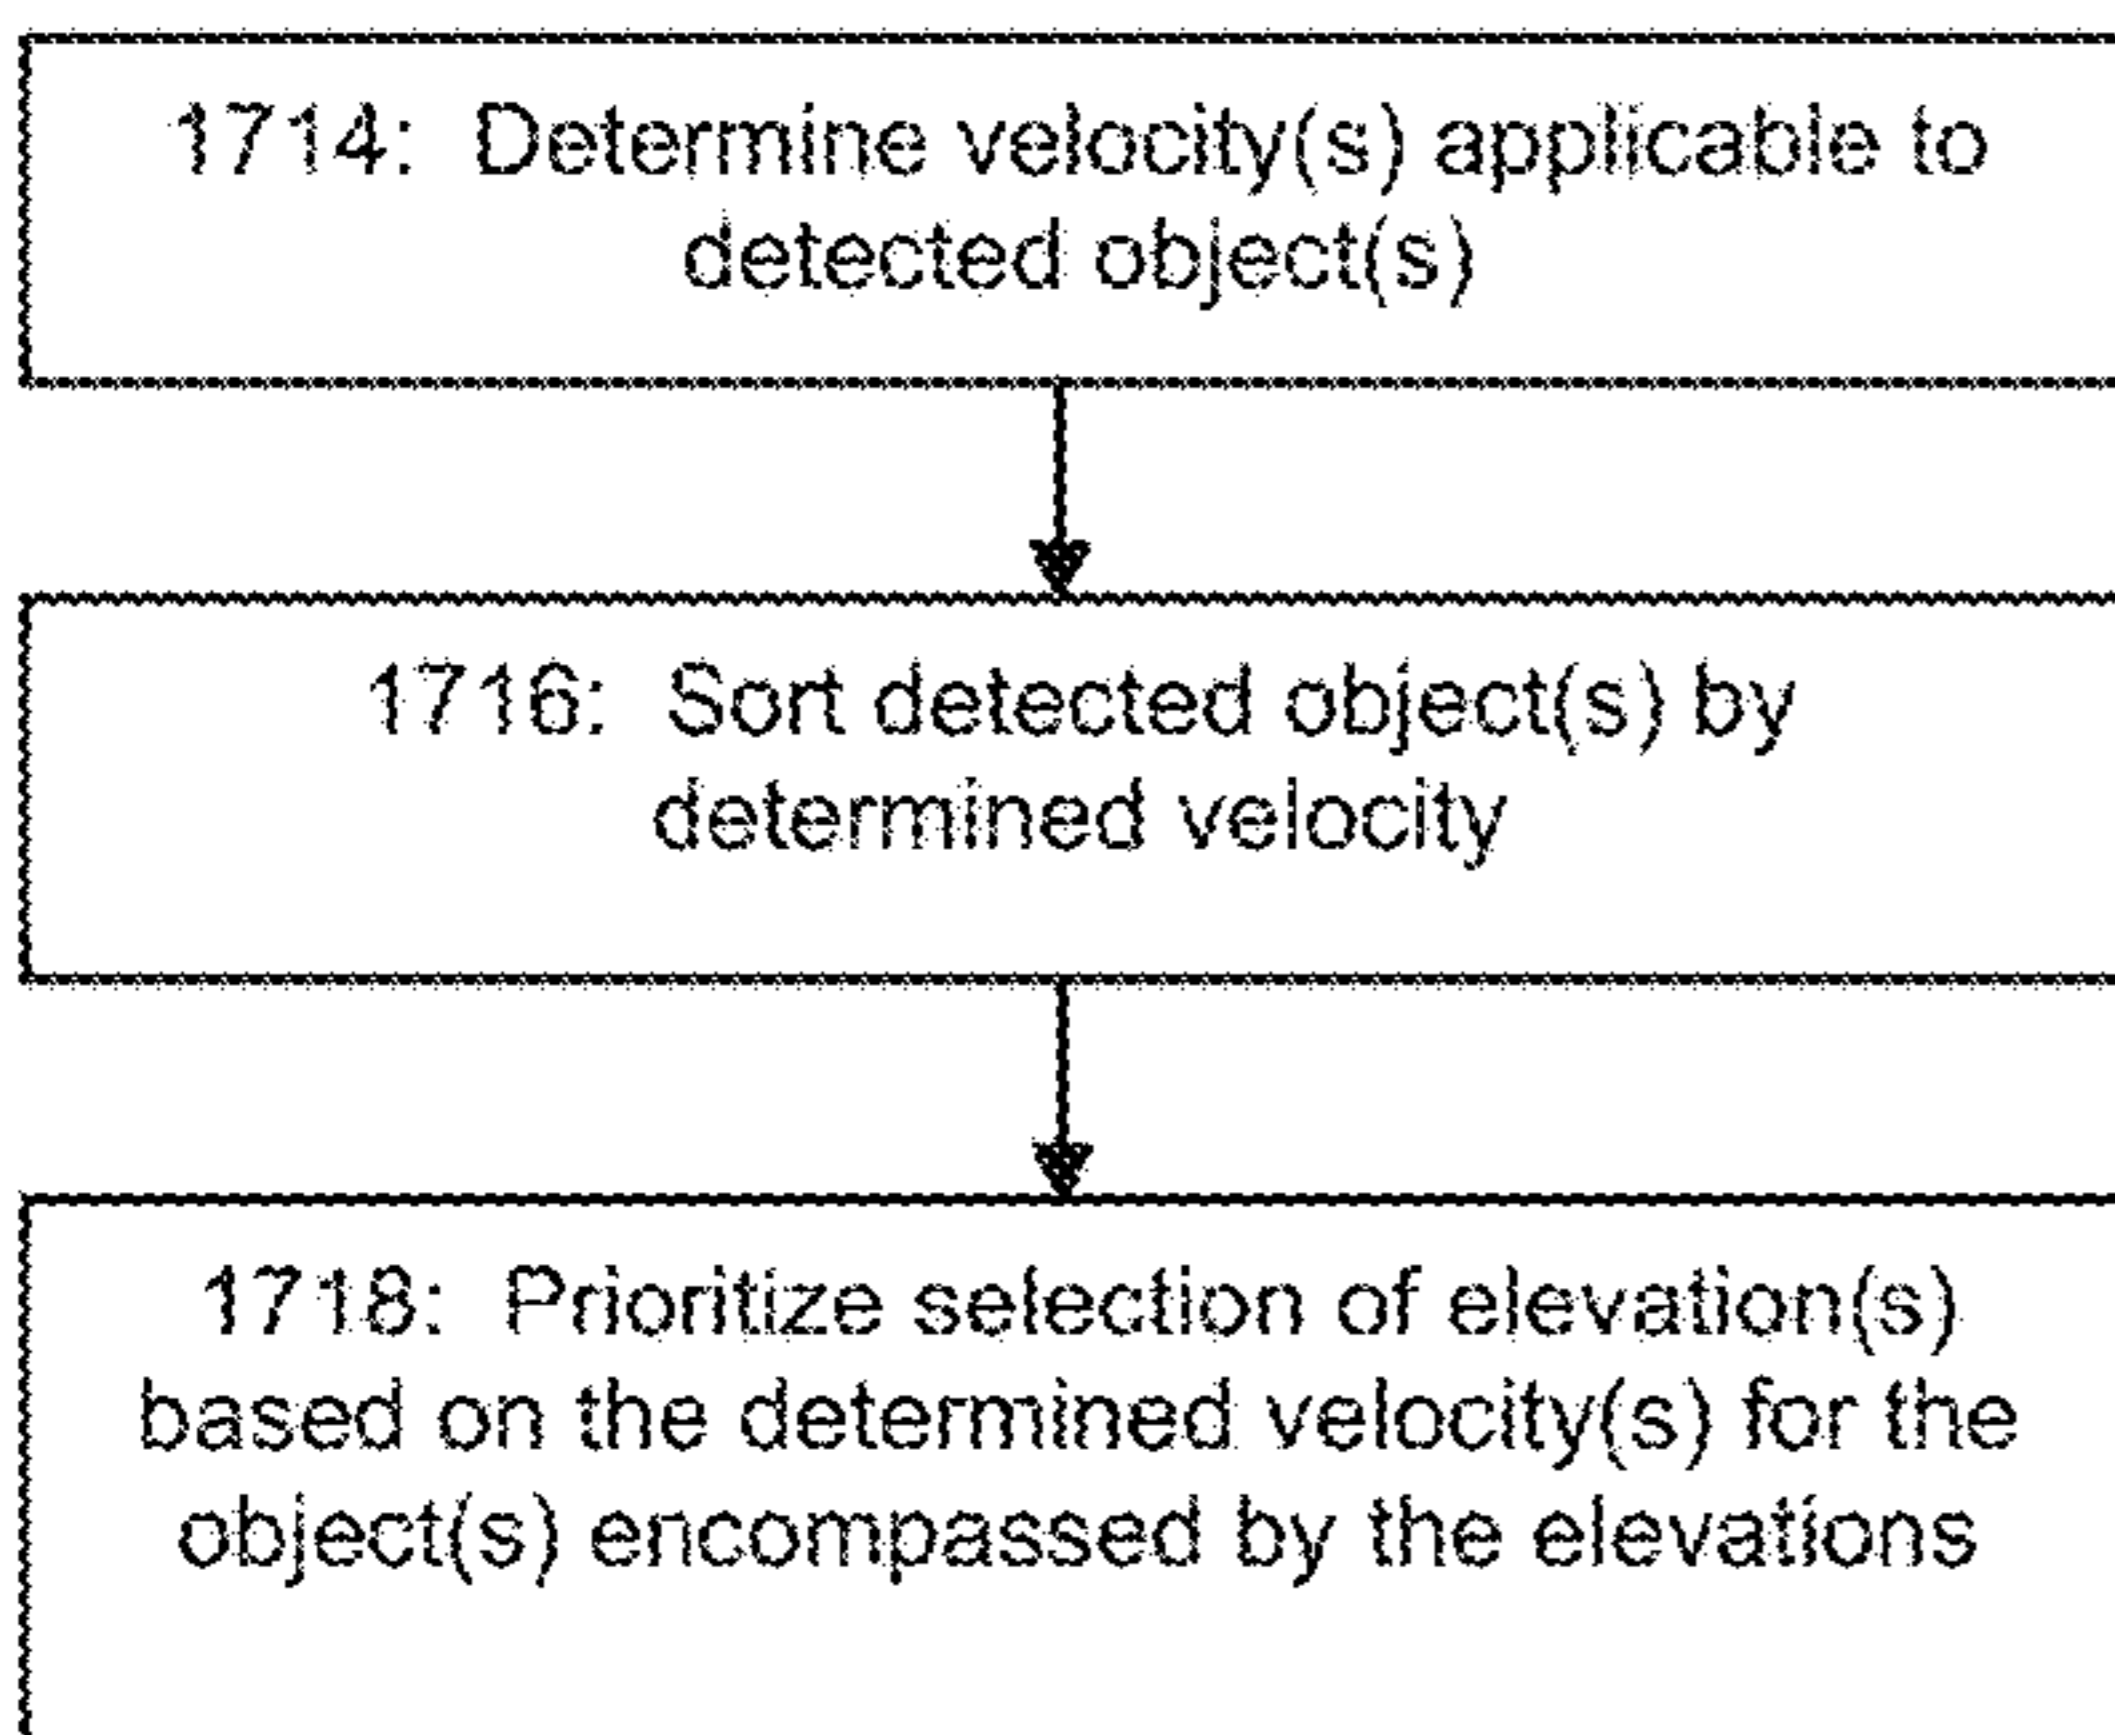 1714: Determine velocity(s) applicable to
detected object(s)
1716: Sort detected object(s) by
determined velocity
1718: Prioritize selection of elevation(s)
based on the determined velocity(s) for the
object(s) encompassed by the elevations